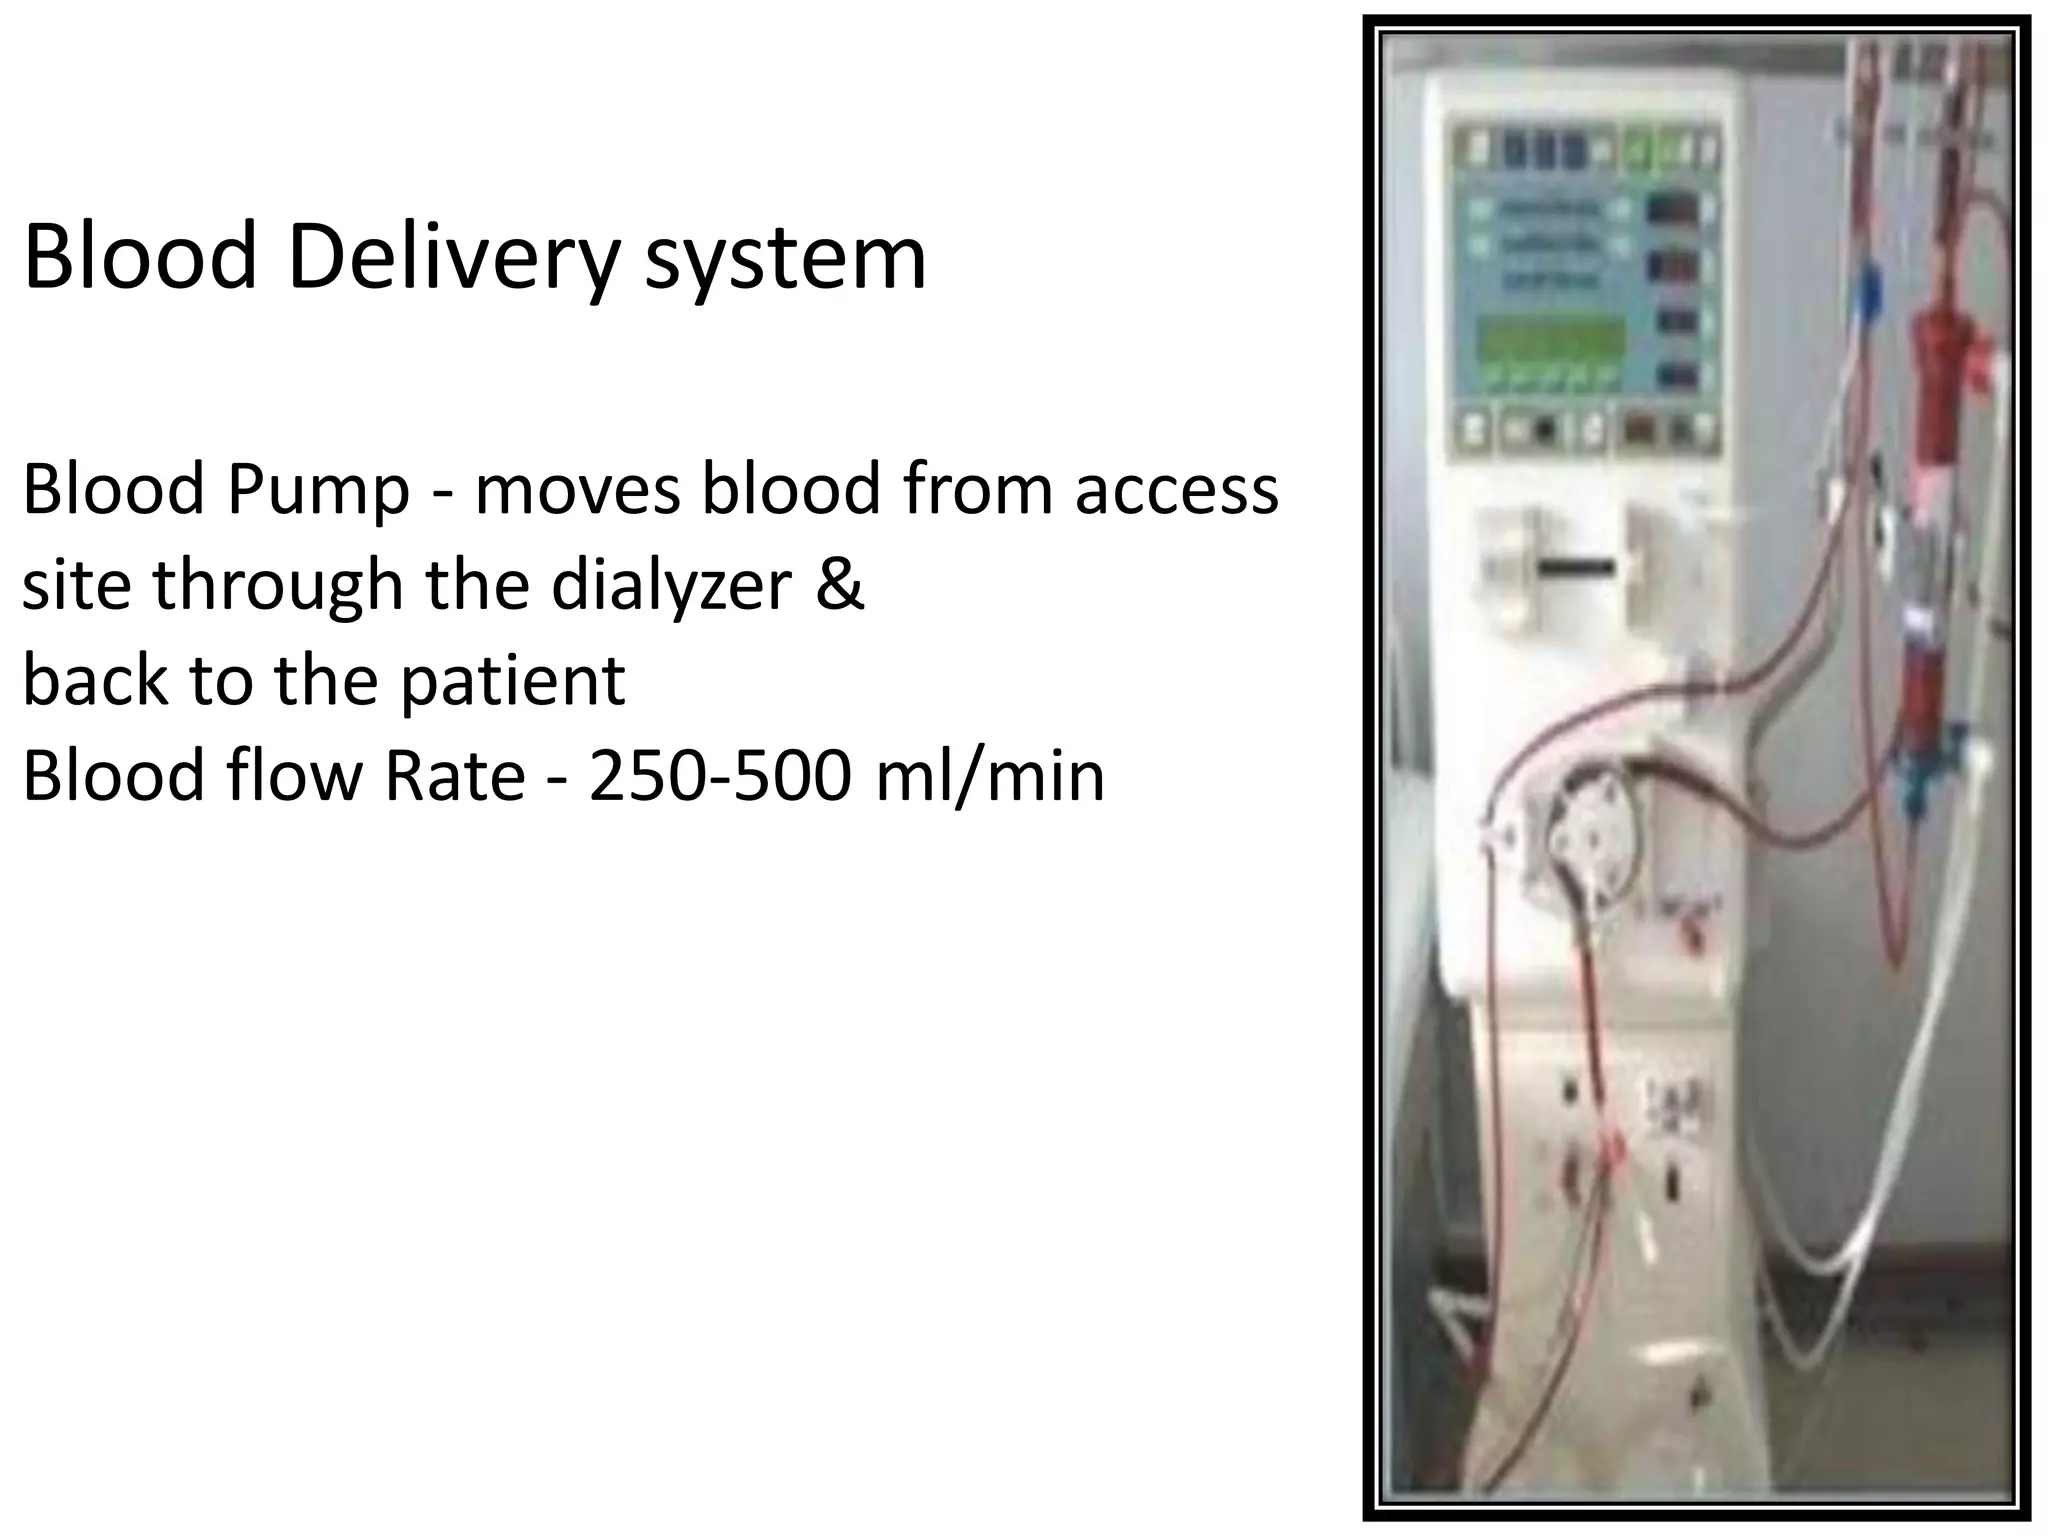 Blood Delivery system
Blood Pump - moves blood from access
site through the dialyzer &
back to the patient
Blood flow Rate - 250-500 ml/min